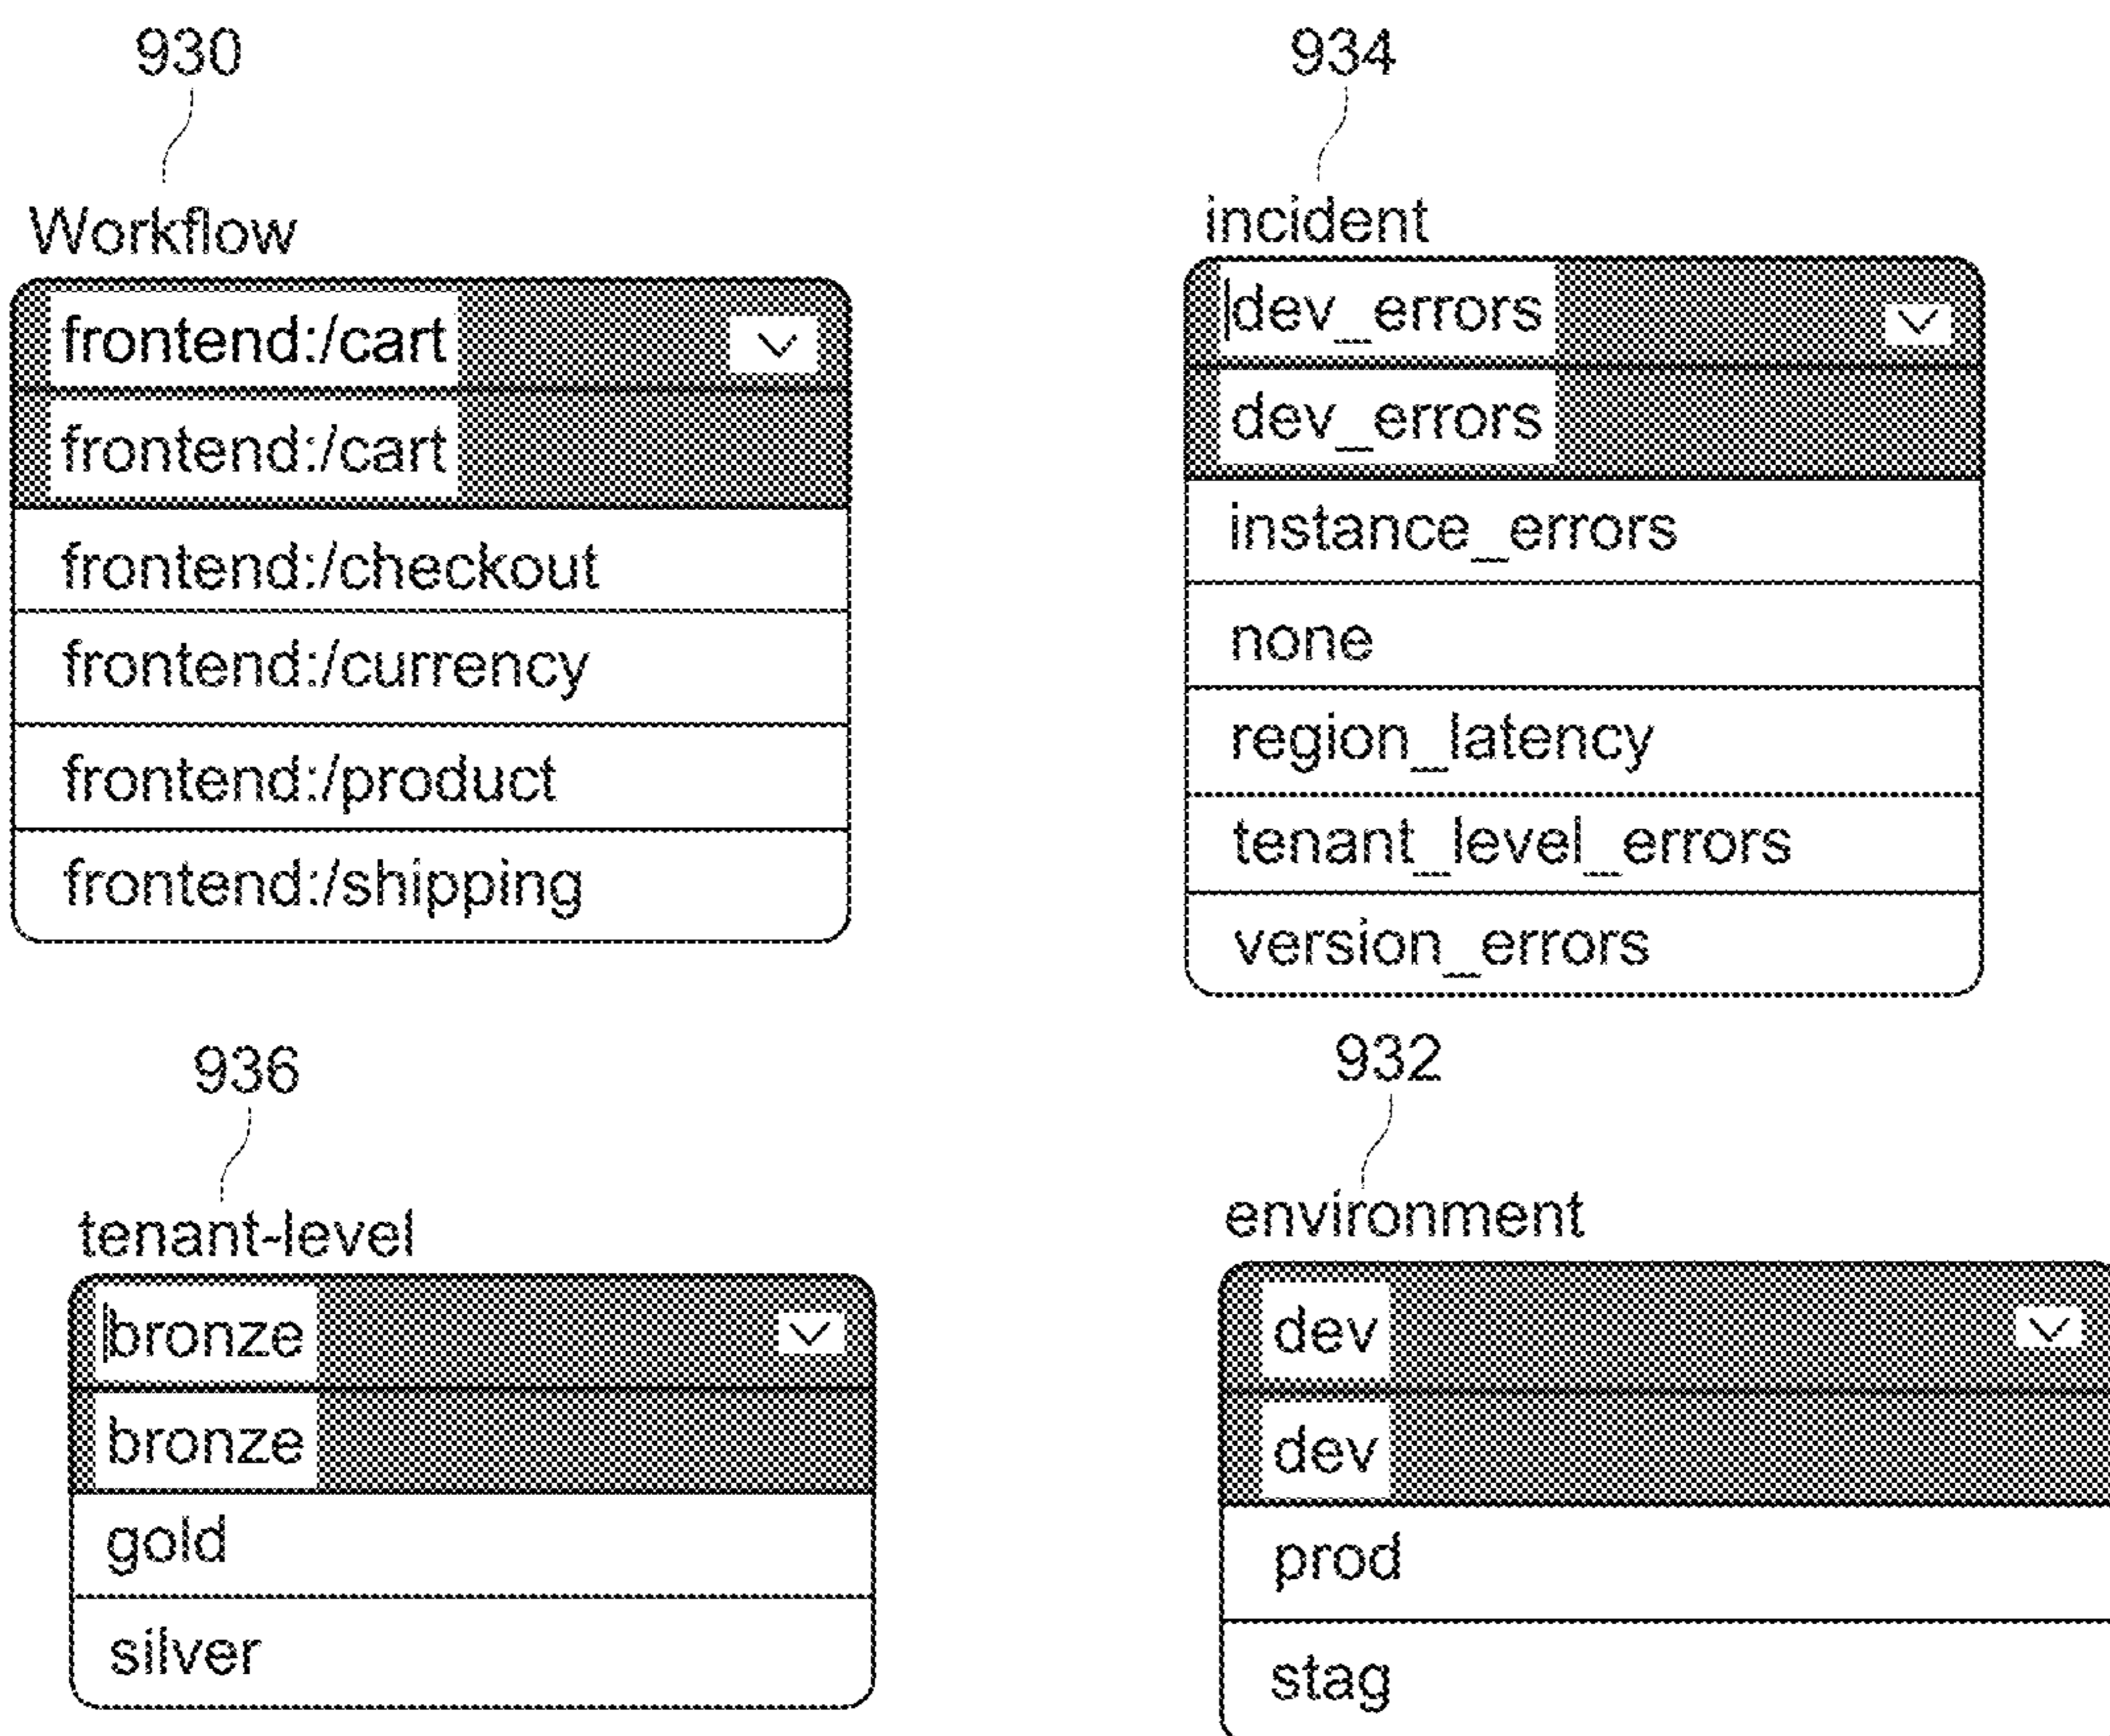 930
Workflow
frontend:/cart
frontend:/cart
frontend:/checkout
frontend:/currency
frontend:/product
frontend:/shipping
934
incident
dev_errors
dev_errors
instance_errors
none
region_latency
tenant_level_errors
version_errors
936
tenant-level
bronze
bronze
gold
silver
932
environment
dev
dev
prod
stag